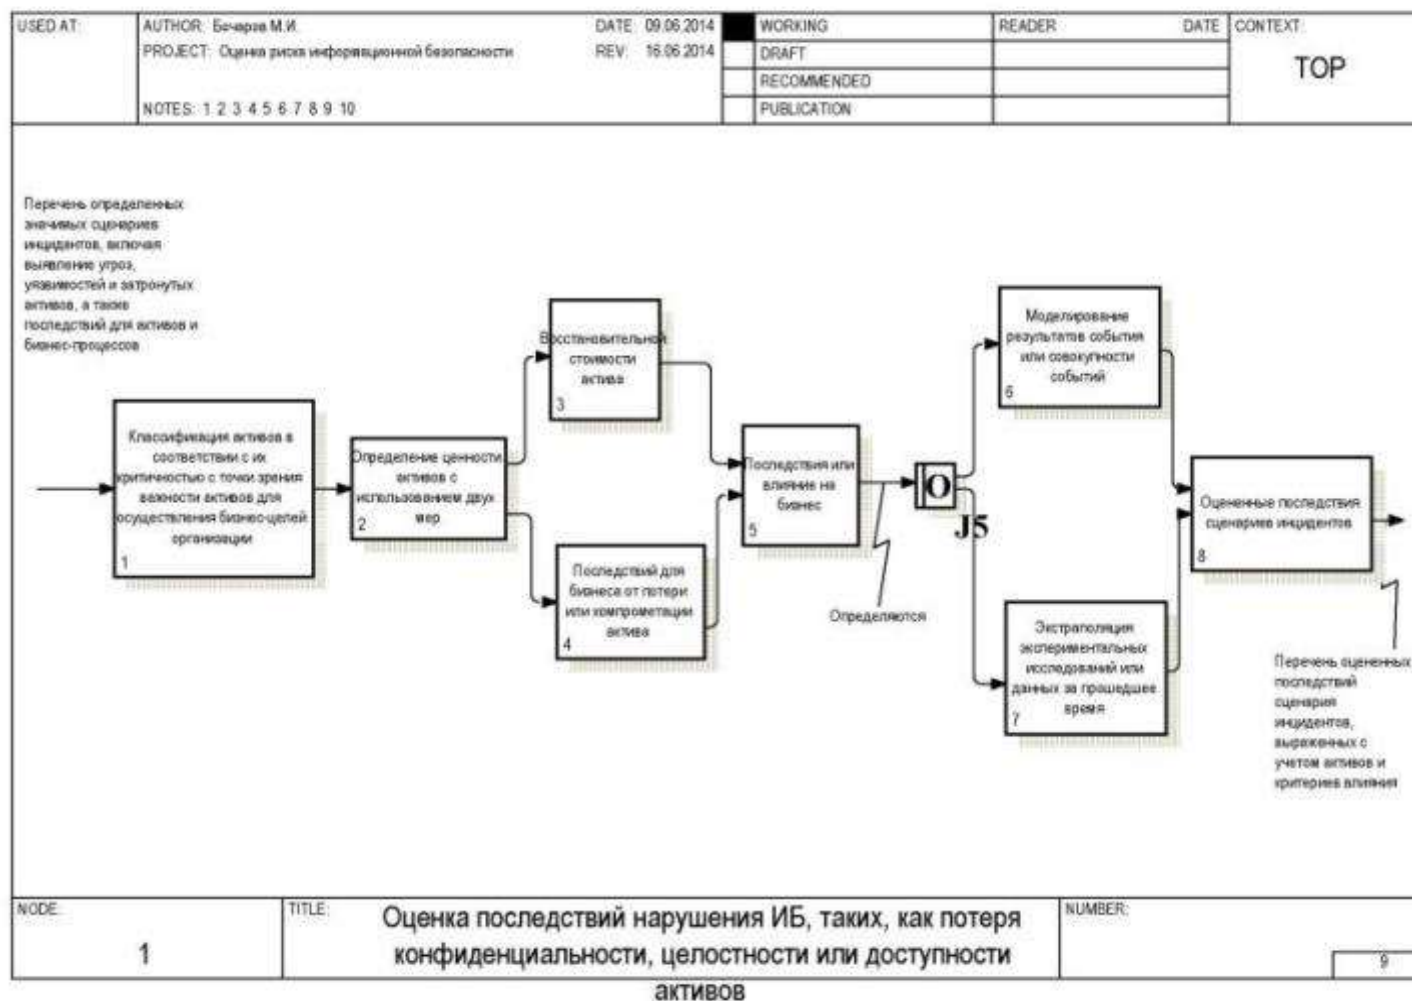 USED AT:
AUTHOR: Бочаров М.И.
DATE: 09.06.2014
PROJECT: Оценка риска информационной безопасности
REV: 16.06.2014
NOTES: 1 2 3 4 5 6 7 8 9 10
WORKING
DRAFT
RECOMMENDED
PUBLICATION
READER
DATE
CONTEXT:
TOP
Перечень определенных
значимых сценариев
инцидентов, включая
выявление угроз,
уязвимостей и затронутых
активов, а также
последствий для активов и
бизнес-процессов
Классификация активов в
соответствии с их
критичностью с точки зрения
важности активов для
осуществления бизнес-целей
организации
1
Определение ценности
активов с
использованием двух
мер
2
Восстановительной
стоимости
актива
3
Последствий для
бизнеса от потери
или компрометации
актива
4
Последствия или
влияние на
бизнес
5
Определяются
O
J5
Моделирование
результатов события
или совокупности
событий
6
Экстраполяция
экспериментальных
исследований или
данных за прошедшее
время
7
Оцененные последствия
сценариев инцидентов
8
Перечень оцененных
последствий
сценария
инцидентов,
выраженных с
учетом активов и
критериев влияния
NODE:
1
TITLE:
Оценка последствий нарушения ИБ, таких, как потеря
конфиденциальности, целостности или доступности
активов
NUMBER:
9